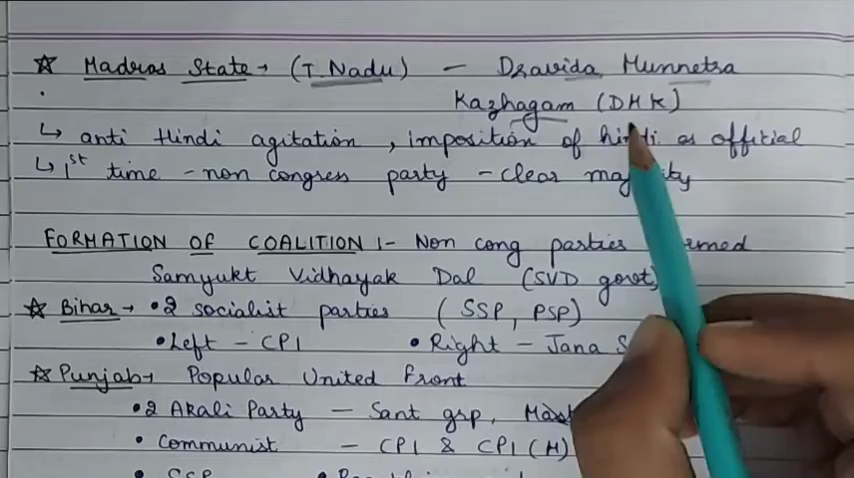 ☆ Madras State → (T. Nadu) – Dravida Munnetra
Kazhagam (DMK)
↳ anti Hindi agitation, imposition of hindi as official
↳ 1st time - non congress party - clear
FORMATION OF COALITION :- Non cong parties
Samyukt Vidhayak Dal (SVD govt)
☆ Bihar → • 2 socialist parties (SSP, PSP)
• Left - CPI • Right - Jana
☆ Punjab → Popular United Front
• 2 Akali Party – Sant grp,
• Communist – CPI & CPI (M)